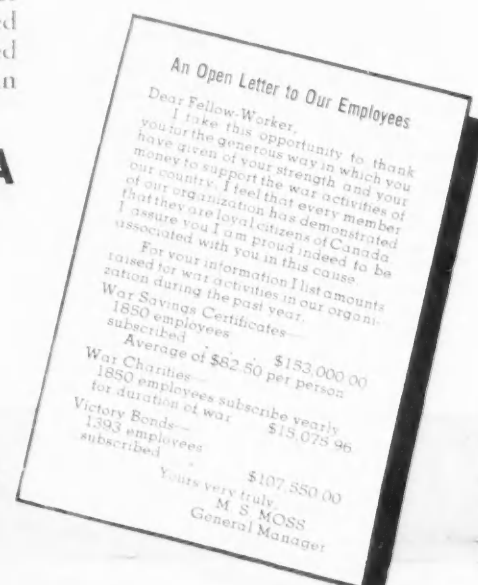 d
d
n
A
An Open Letter to Our Employees
Dear Fellow-Worker,
I take this opportunity to thank
you for the generous way in which you
have given of your strength and your
money to support the war activities of
our country. I feel that every member
of our organization has demonstrated
that they are loyal citizens of Canada
I assure you I am proud indeed to be
associated with you in this cause
For your information I list amounts
raised for war activities in our organi-
zation during the past year.
War Savings Certificates—
1850 employees
subscribed . . . $153,000.00
Average of $82.50 per person
War Charities—
1850 employees subscribe yearly
for duration of war $15,075.96
Victory Bonds—
1393 employees
subscribed . $107,550.00
Yours very truly,
M. S. MOSS
General Manager